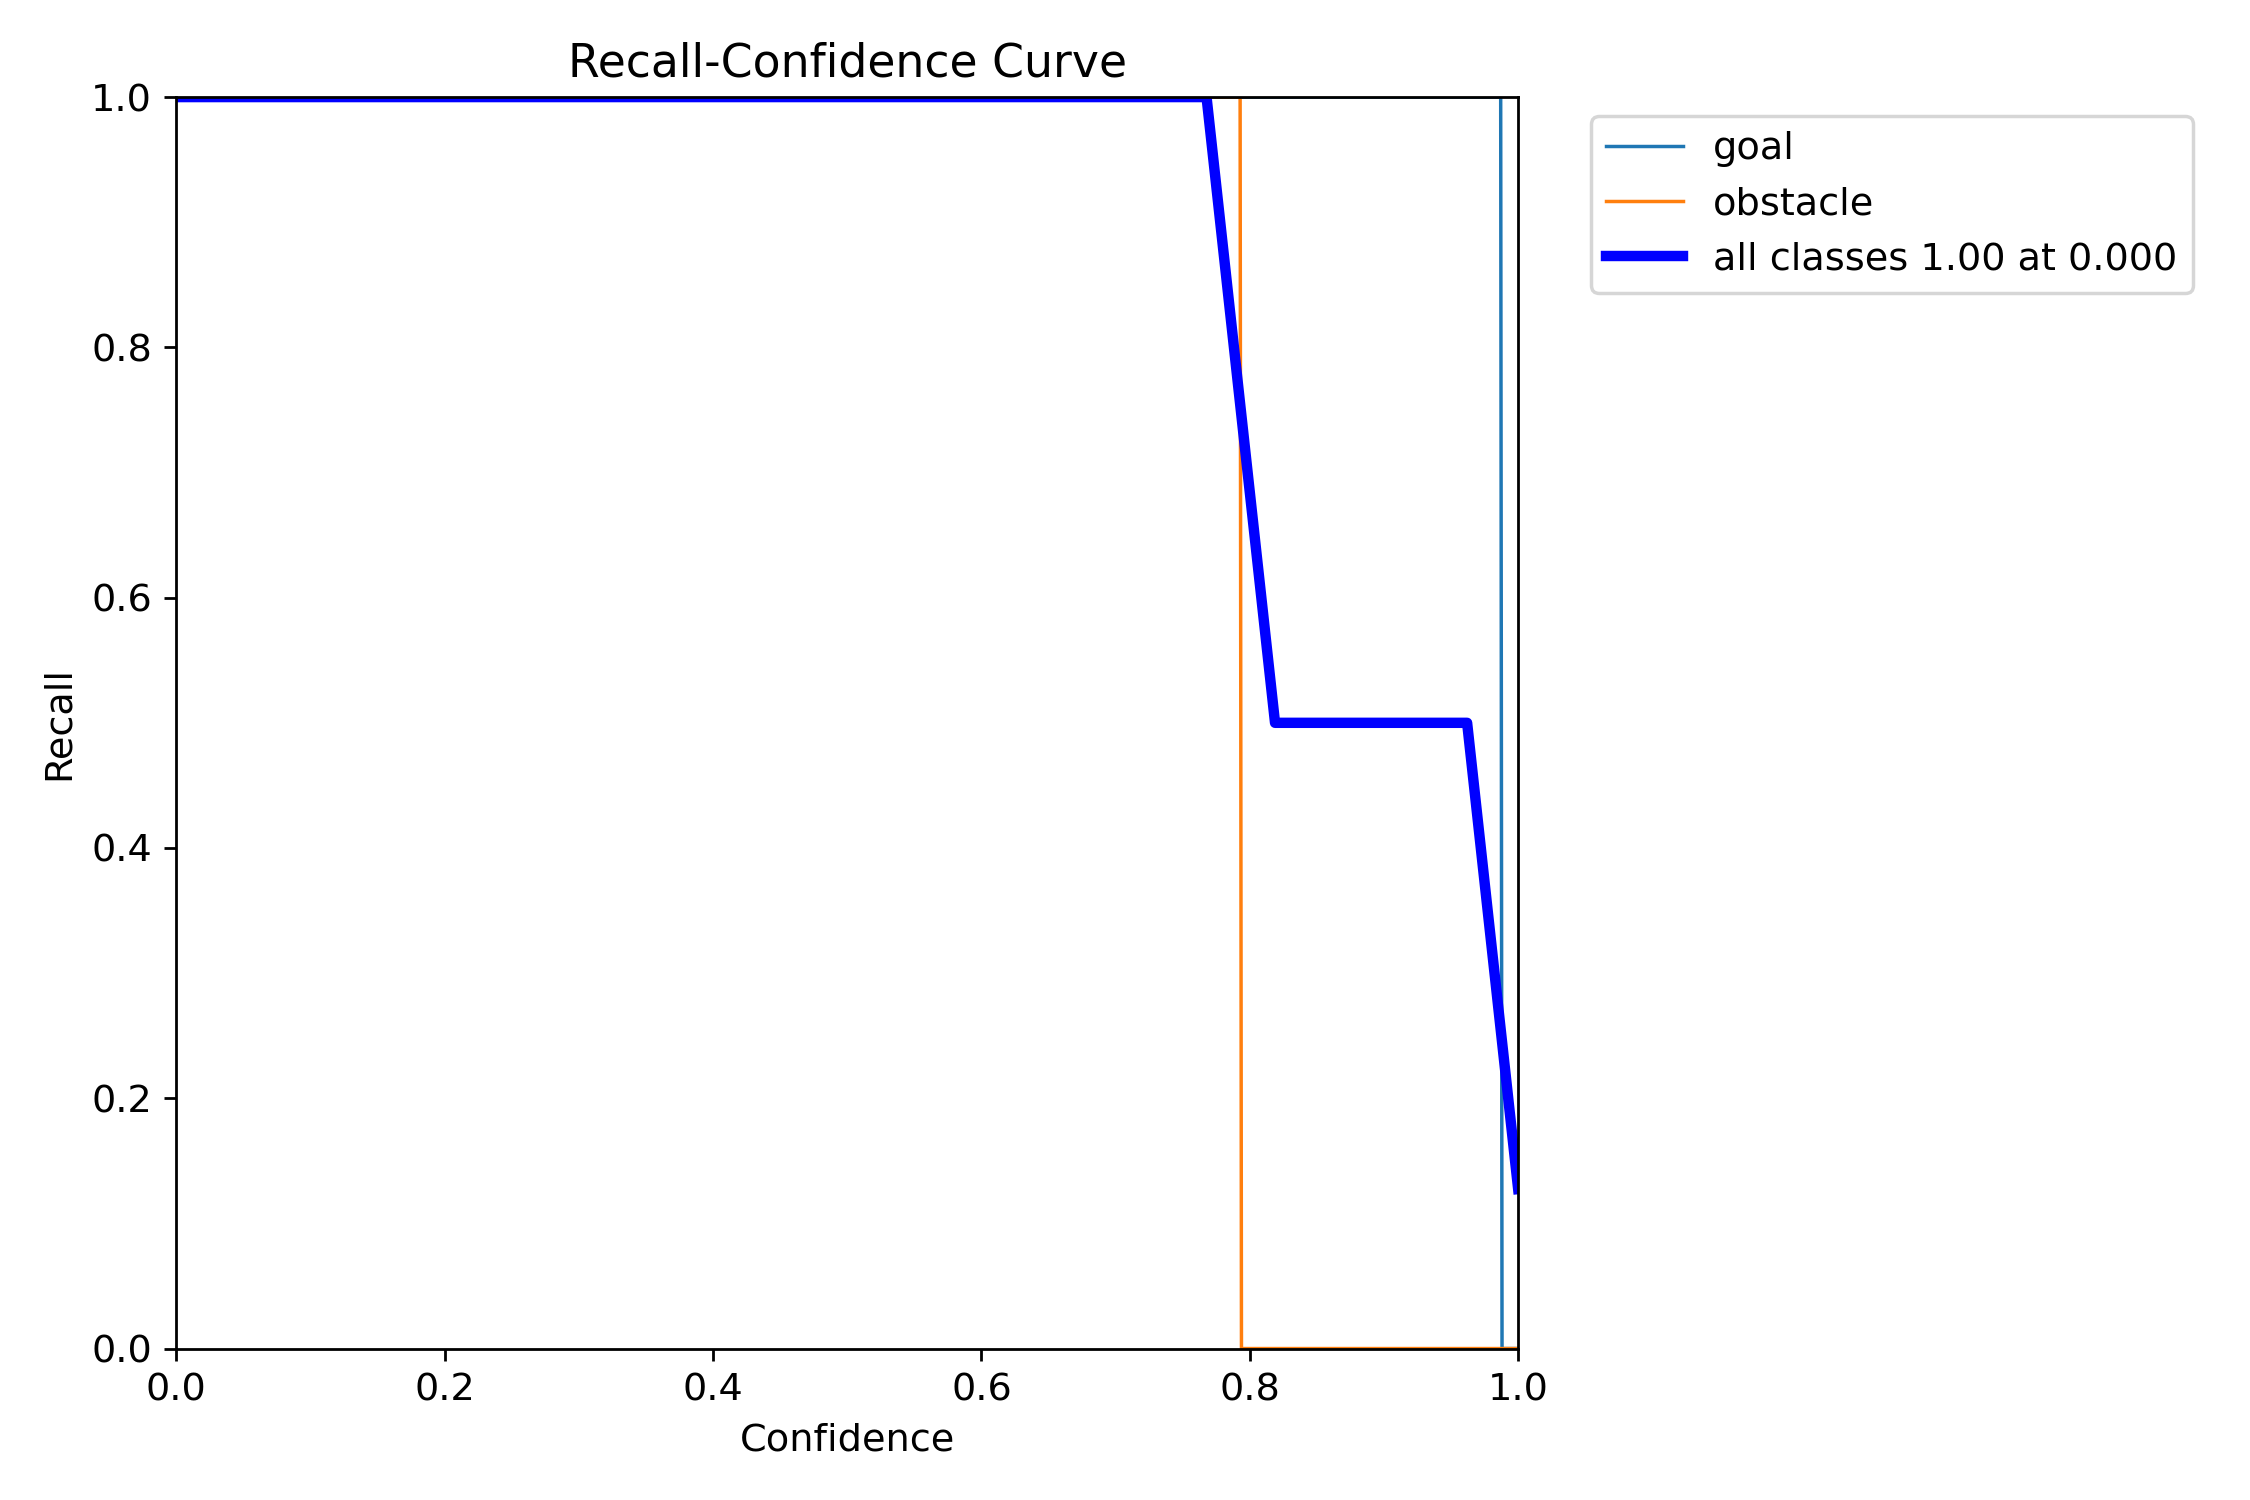 Recall-Confidence Curve
1.0
0.8
0.6
0.4
0.2
0.0
Recall
0.0 0.2 0.4 0.6 0.8 1.0
Confidence
goal
obstacle
all classes 1.00 at 0.000